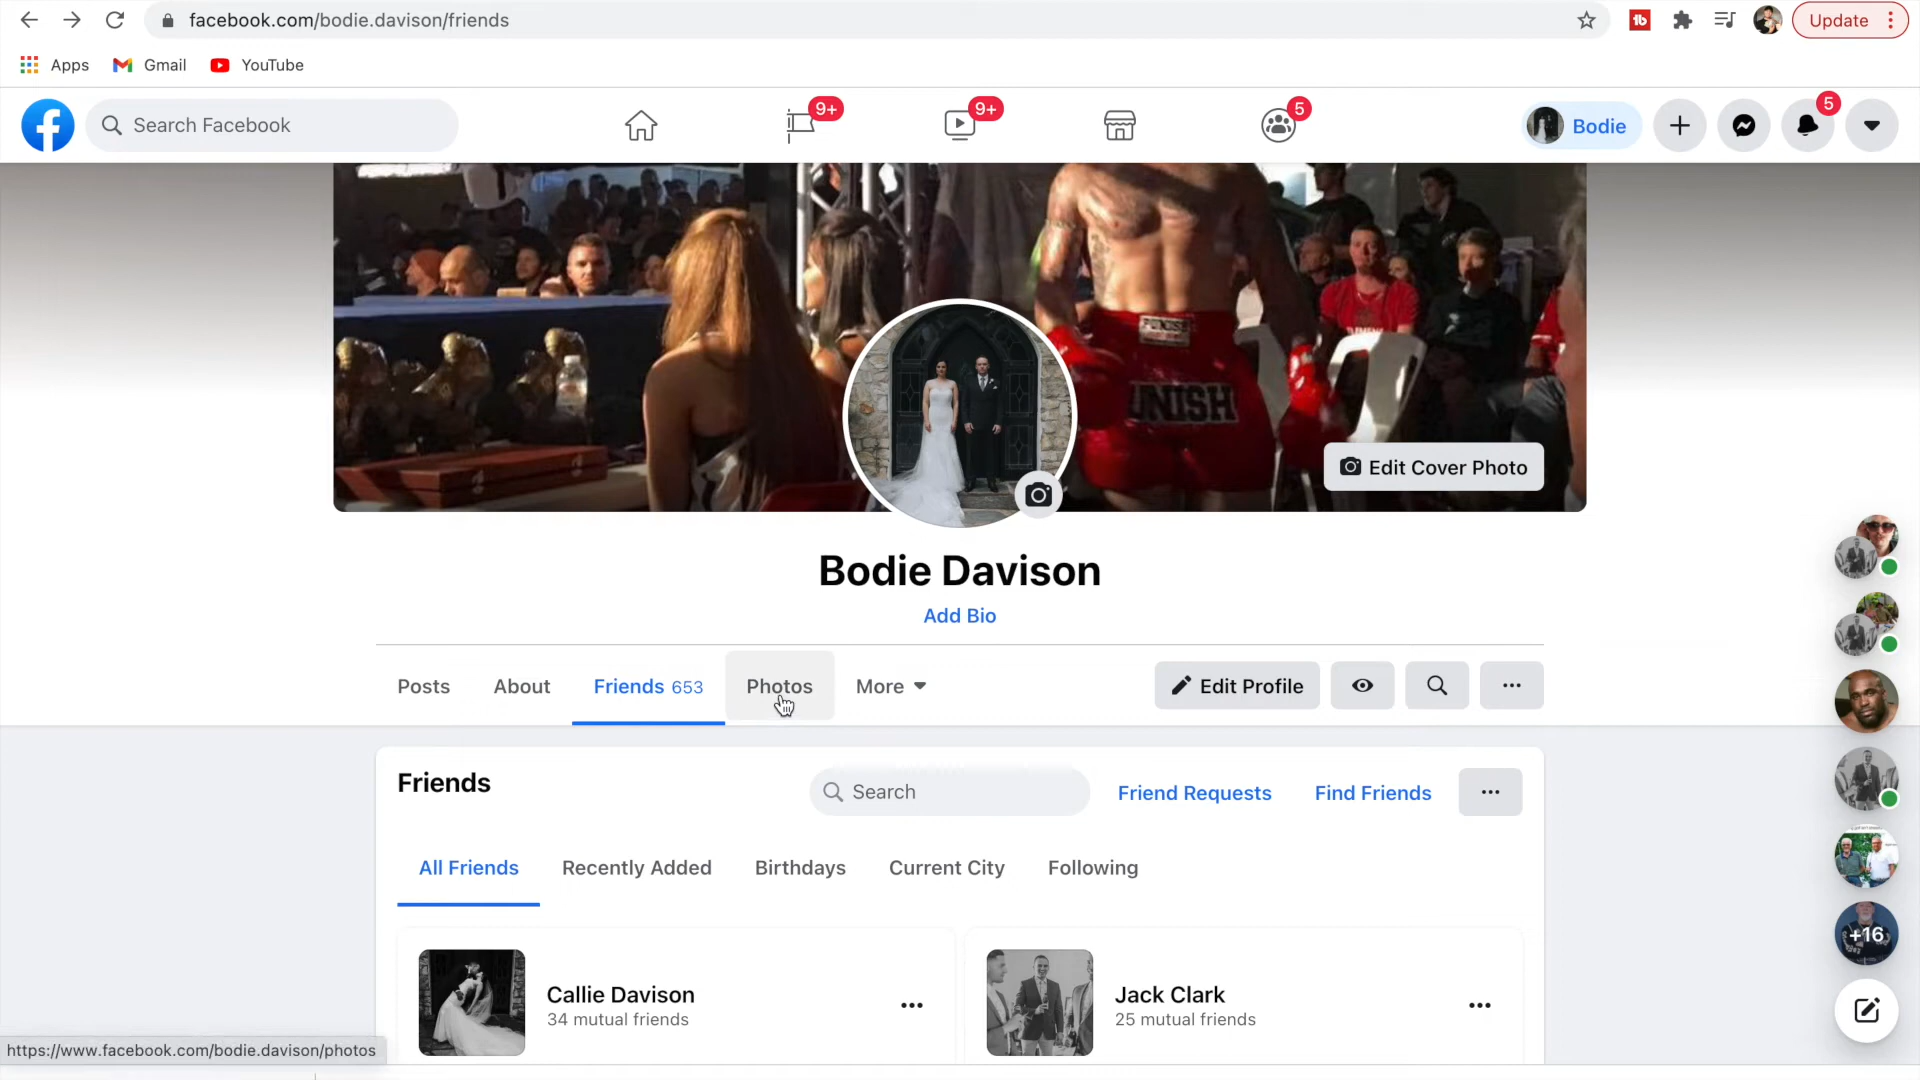 facebook.com/bodie.davison/friends
Update
Apps
Gmail
YouTube
Search Facebook
9+
9+
5
Bodie
5
UNISH
Edit Cover Photo
Bodie Davison
Add Bio
Posts
About
Friends 653
Photos
More
Edit Profile
Friends
Search
Friend Requests
Find Friends
All Friends
Recently Added
Birthdays
Current City
Following
+16
Callie Davison
34 mutual friends
Jack Clark
25 mutual friends
https://www.facebook.com/bodie.davison/photos